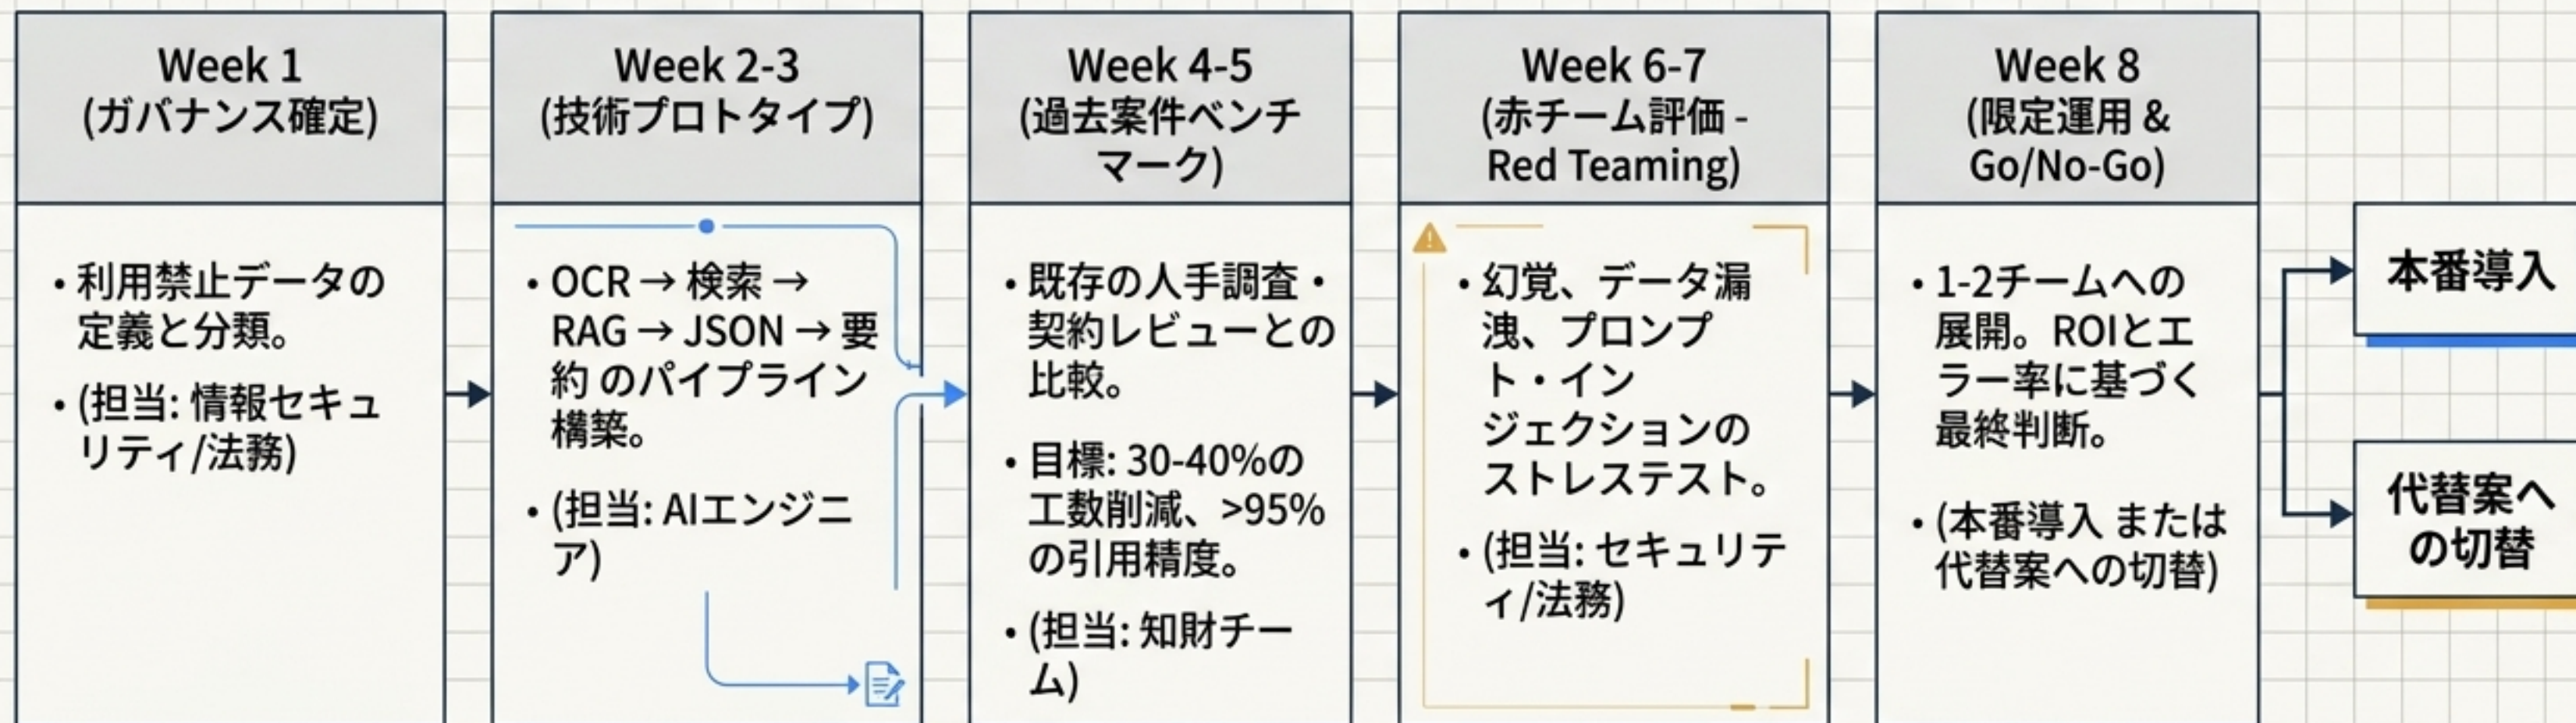 Week 1
(ガバナンス確定)
・利用禁止データの
定義と分類。
・(担当: 情報セキュ
リティ/法務)
Week 2-3
(技術プロトタイプ)
・OCR → 検索 →
RAG → JSON → 要
約 のパイプライン
構築。
・(担当: AIエンジニ
ア)
Week 4-5
(過去案件ベンチ
マーク)
・既存の人手調査・
契約レビューとの
比較。
・目標: 30-40%の
工数削減、>95%
の引用精度。
・(担当: 知財チー
ム)
Week 6-7
(赤チーム評価 -
Red Teaming)
・幻覚、データ漏
洩、プロンプ
ト・イン
ジェクションの
ストレステスト。
・(担当: セキュリテ
ィ/法務)
Week 8
(限定運用 &
Go/No-Go)
・1-2チームへの
展開。ROIとエ
ラー率に基づく
最終判断。
・(本番導入 または
代替案への切替)
本番導入
代替案へ
の切替